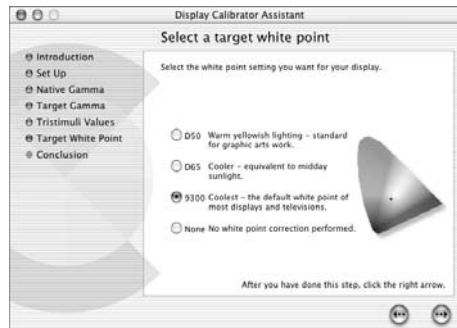 Display Calibrator Assistant
Select a target white point
Introduction
Set Up
Native Gamma
Target Gamma
Tristimuli Values
Target White Point
Conclusion
Select the white point setting you want for your display.
D50 Warm yellowish lighting – standard
for graphic arts work.
D65 Cooler – equivalent to midday
sunlight.
9300 Coolest – the default white point of
most displays and televisions.
None No white point correction performed.
After you have done this step, click the right arrow.